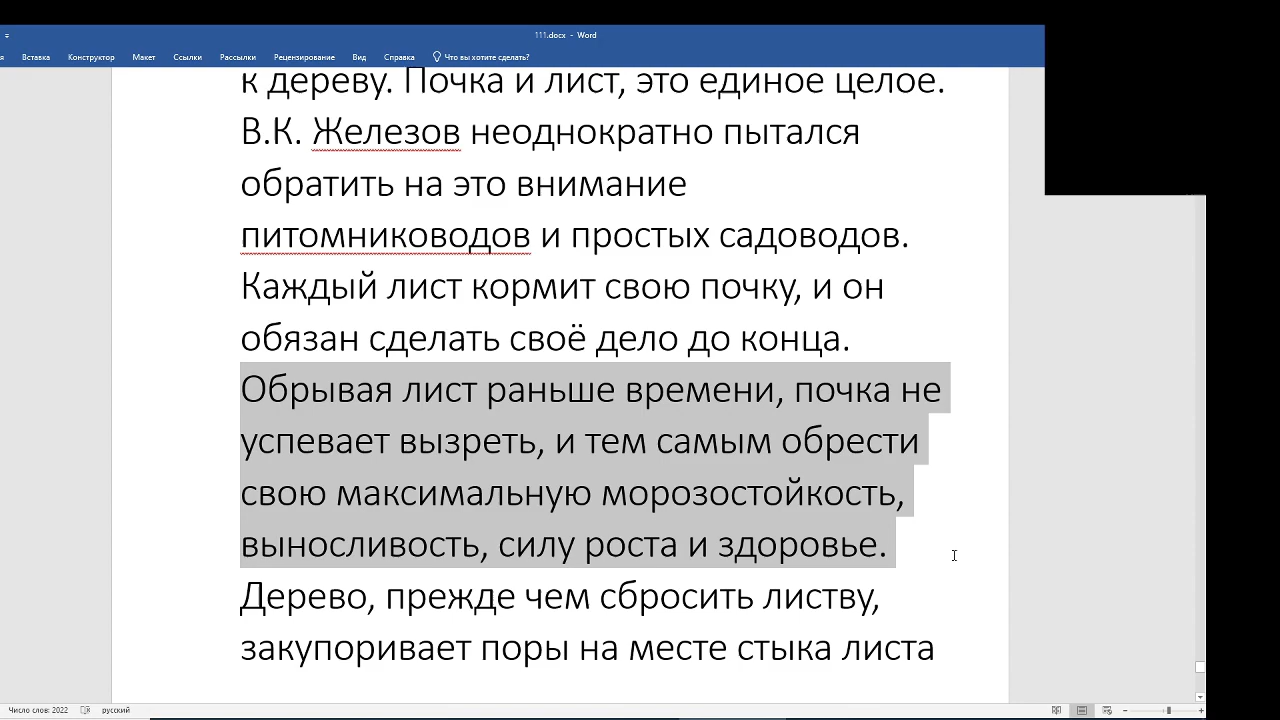 111.docx - Word
я Вставка Конструктор Макет Ссылки Рассылки Рецензирование Вид Справка Что вы хотите сделать?
к дереву. Почка и лист, это единое целое.
В.К. Железов неоднократно пытался
обратить на это внимание
питомниководов и простых садоводов.
Каждый лист кормит свою почку, и он
обязан сделать своё дело до конца.
Обрывая лист раньше времени, почка не
успевает вызреть, и тем самым обрести
свою максимальную морозостойкость,
выносливость, силу роста и здоровье.
Дерево, прежде чем сбросить листву,
закупоривает поры на месте стыка листа
Число слов: 2022 русский